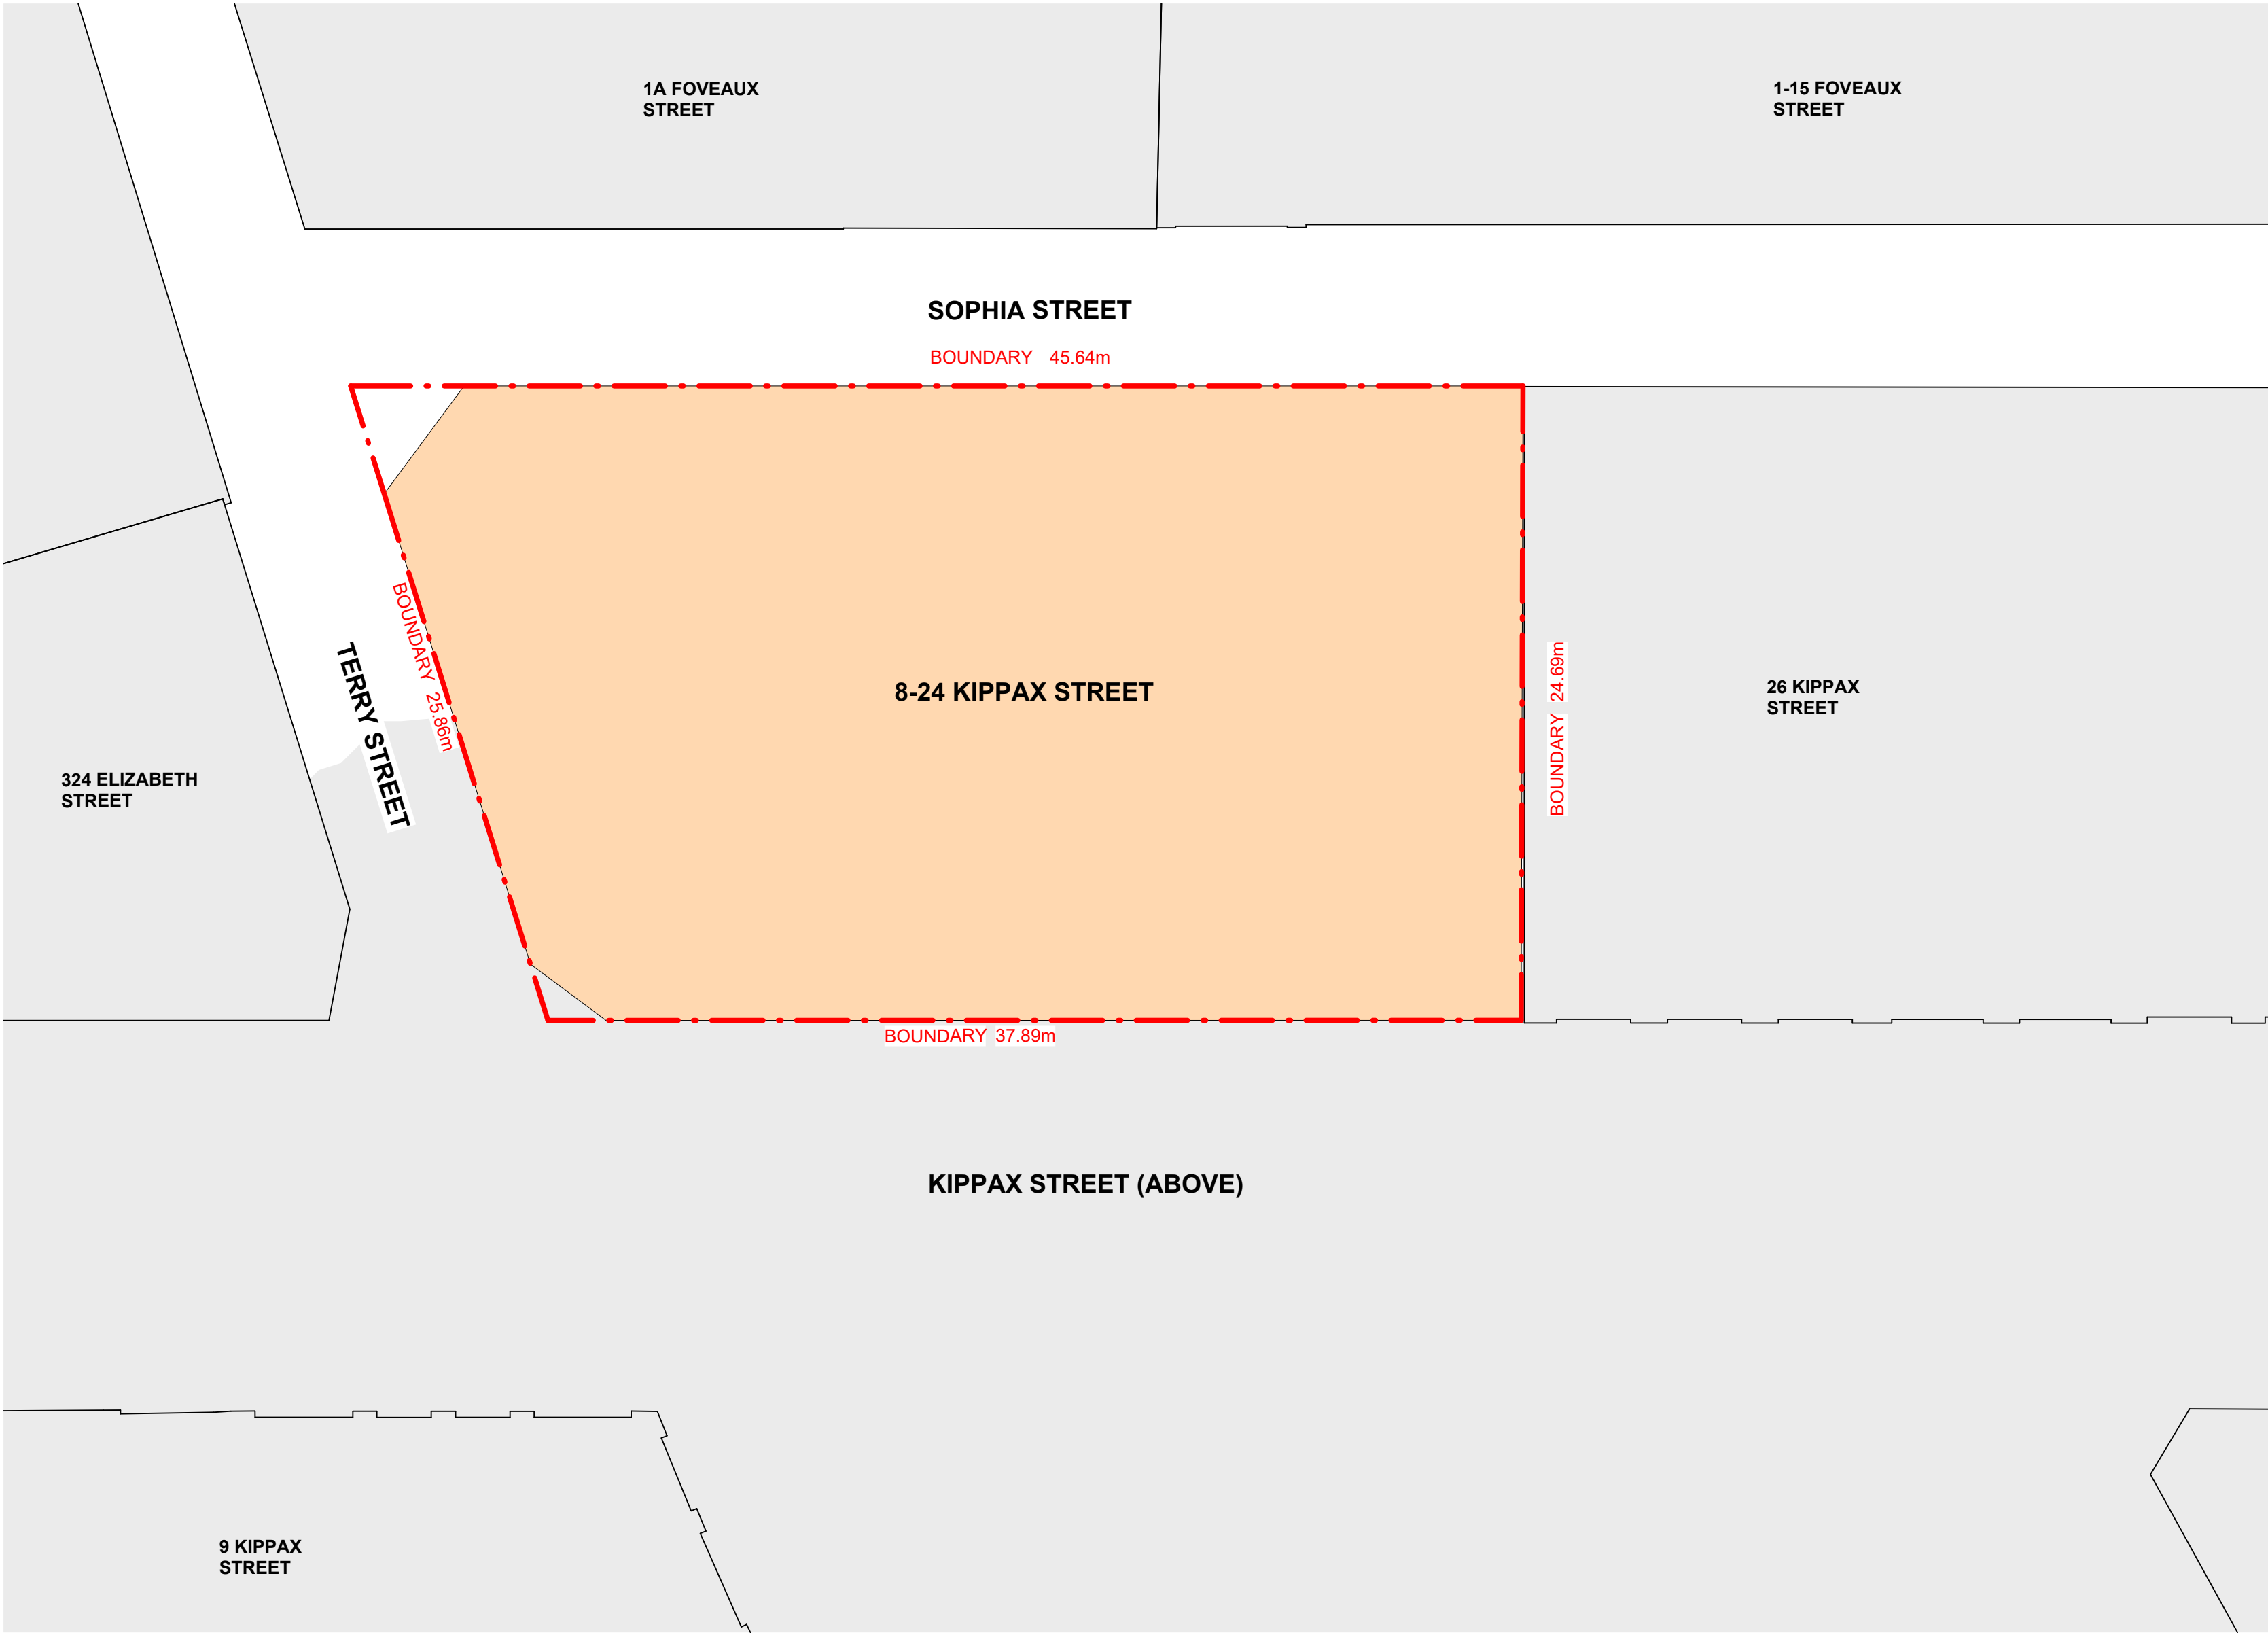 1A FOVEAUX
STREET
1-15 FOVEAUX
STREET
SOPHIA STREET
BOUNDARY 45.64m
BOUNDARY 25.86m
TERRY STREET
8-24 KIPPAX STREET
BOUNDARY 24.69m
26 KIPPAX
STREET
324 ELIZABETH
STREET
BOUNDARY 37.89m
KIPPAX STREET (ABOVE)
9 KIPPAX
STREET